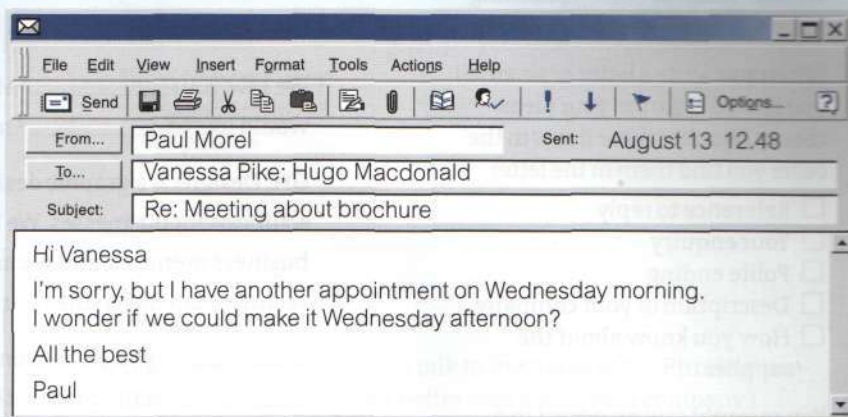 File Edit View Insert Format Tools Actions Help
Send Options...
From... Paul Morel Sent: August 13 12.48
To... Vanessa Pike; Hugo Macdonald
Subject: Re: Meeting about brochure
Hi Vanessa
I'm sorry, but I have another appointment on Wednesday morning.
I wonder if we could make it Wednesday afternoon?
All the best
Paul